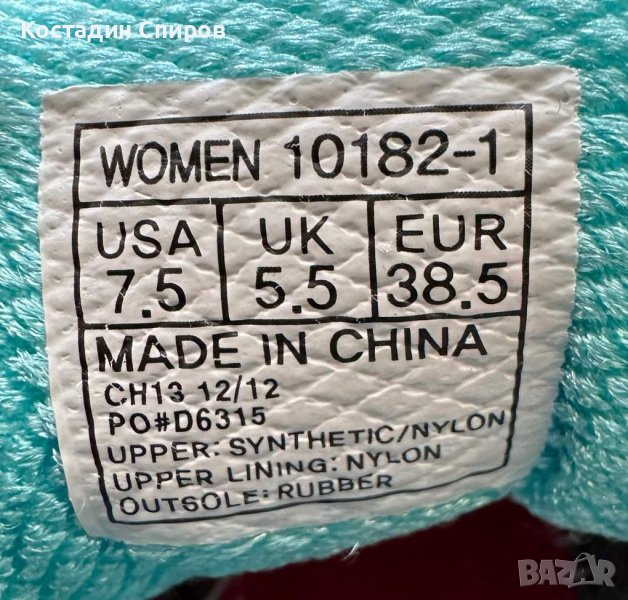 Костадин Спиров
WOMEN 10182-1
USA UK EUR
7.5 5.5 38.5
MADE IN CHINA
CH13 12/12
PO#D6315
UPPER: SYNTHETIC/NYLON
UPPER LINING: NYLON
OUTSOLE: RUBBER
BAZAR